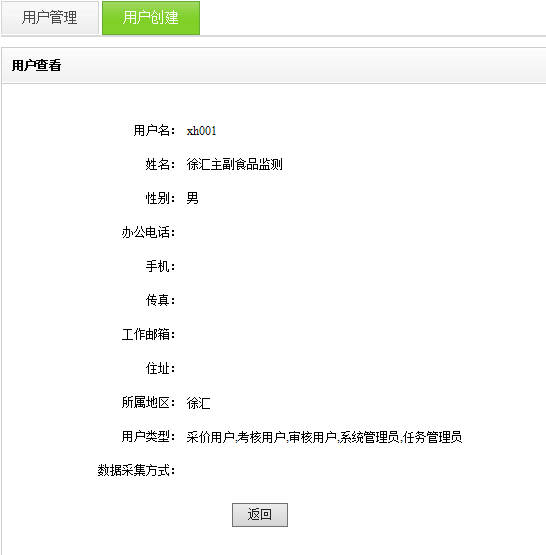 用户管理 用户创建
用户查看
用户名： xh001
姓名： 徐汇主副食品监测
性别： 男
办公电话：
手机：
传真：
工作邮箱：
住址：
所属地区： 徐汇
用户类型： 采价用户,考核用户,审核用户,系统管理员,任务管理员
数据采集方式：
返回